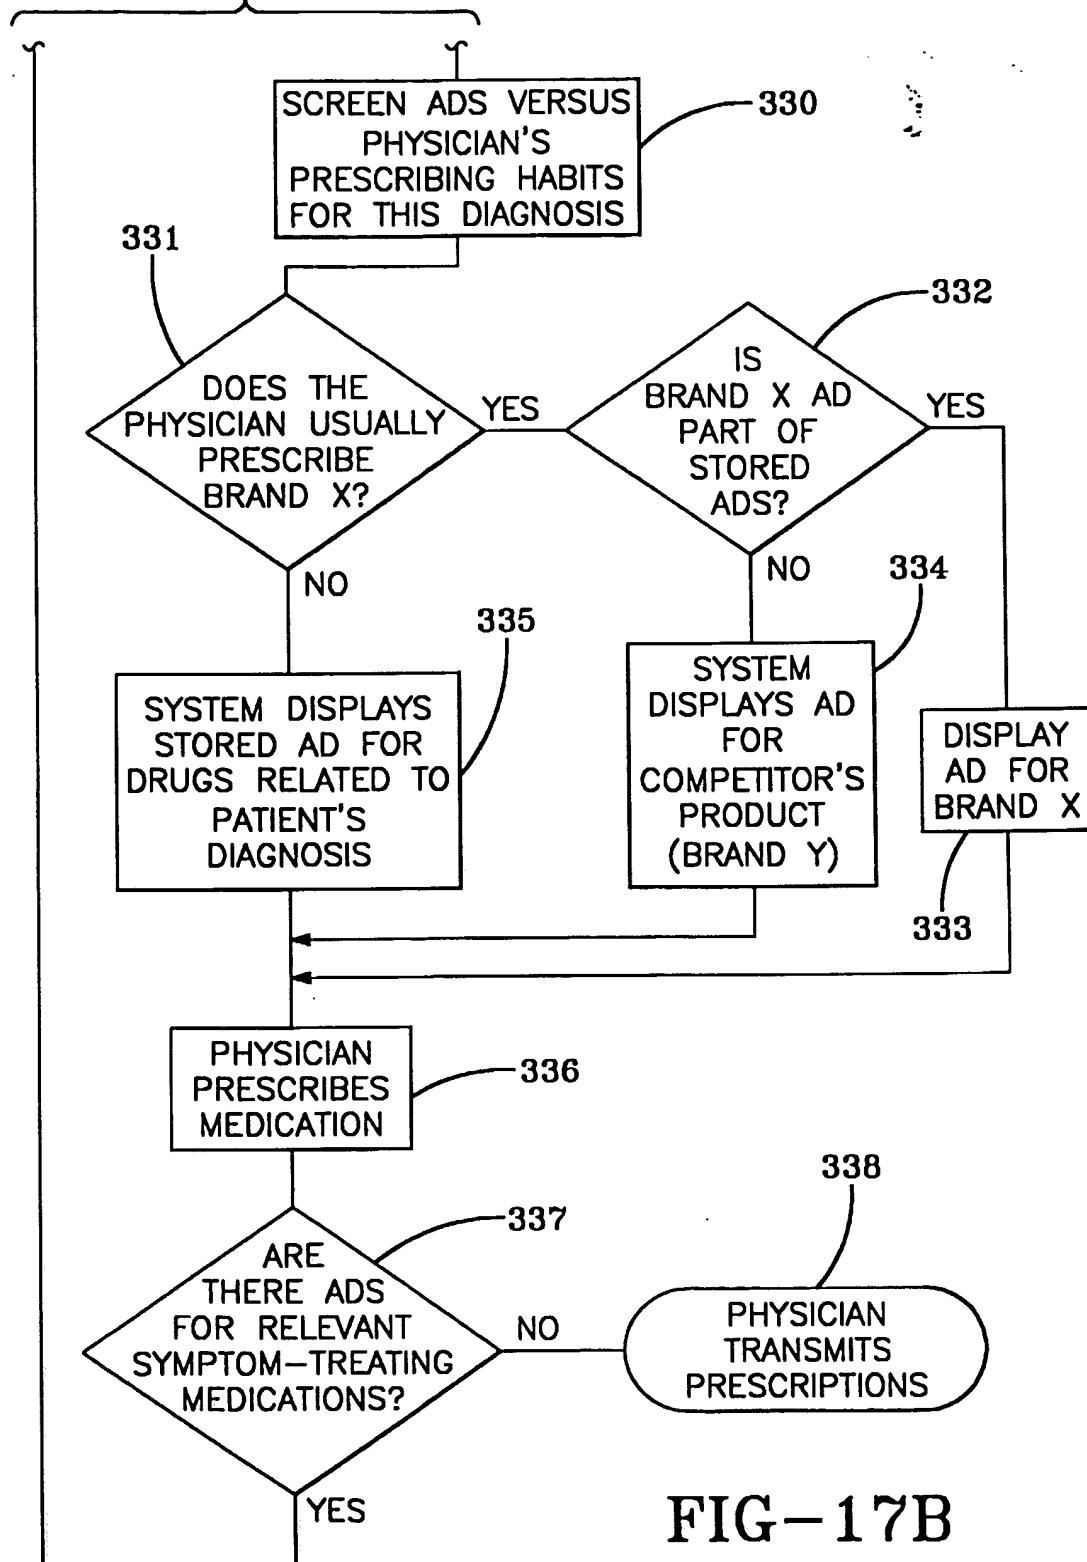 SCREEN ADS VERSUS
PHYSICIAN'S
PRESCRIBING HABITS
FOR THIS DIAGNOSIS
330
331
DOES THE
PHYSICIAN USUALLY
PRESCRIBE
BRAND X?
YES
NO
332
IS
BRAND X AD
PART OF
STORED
ADS?
YES
NO
335
SYSTEM DISPLAYS
STORED AD FOR
DRUGS RELATED TO
PATIENT'S
DIAGNOSIS
334
SYSTEM
DISPLAYS AD
FOR
COMPETITOR'S
PRODUCT
(BRAND Y)
DISPLAY
AD FOR
BRAND X
333
PHYSICIAN
PRESCRIBES
MEDICATION
336
337
ARE
THERE ADS
FOR RELEVANT
SYMPTOM-TREATING
MEDICATIONS?
NO
YES
338
PHYSICIAN
TRANSMITS
PRESCRIPTIONS
FIG-17B